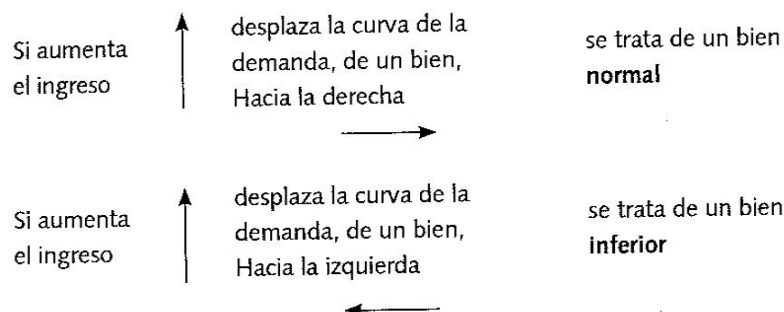 Si aumenta
el ingreso
desplaza la curva de la
demanda, de un bien,
Hacia la derecha
se trata de un bien
normal
Si aumenta
el ingreso
desplaza la curva de la
demanda, de un bien,
Hacia la izquierda
se trata de un bien
inferior